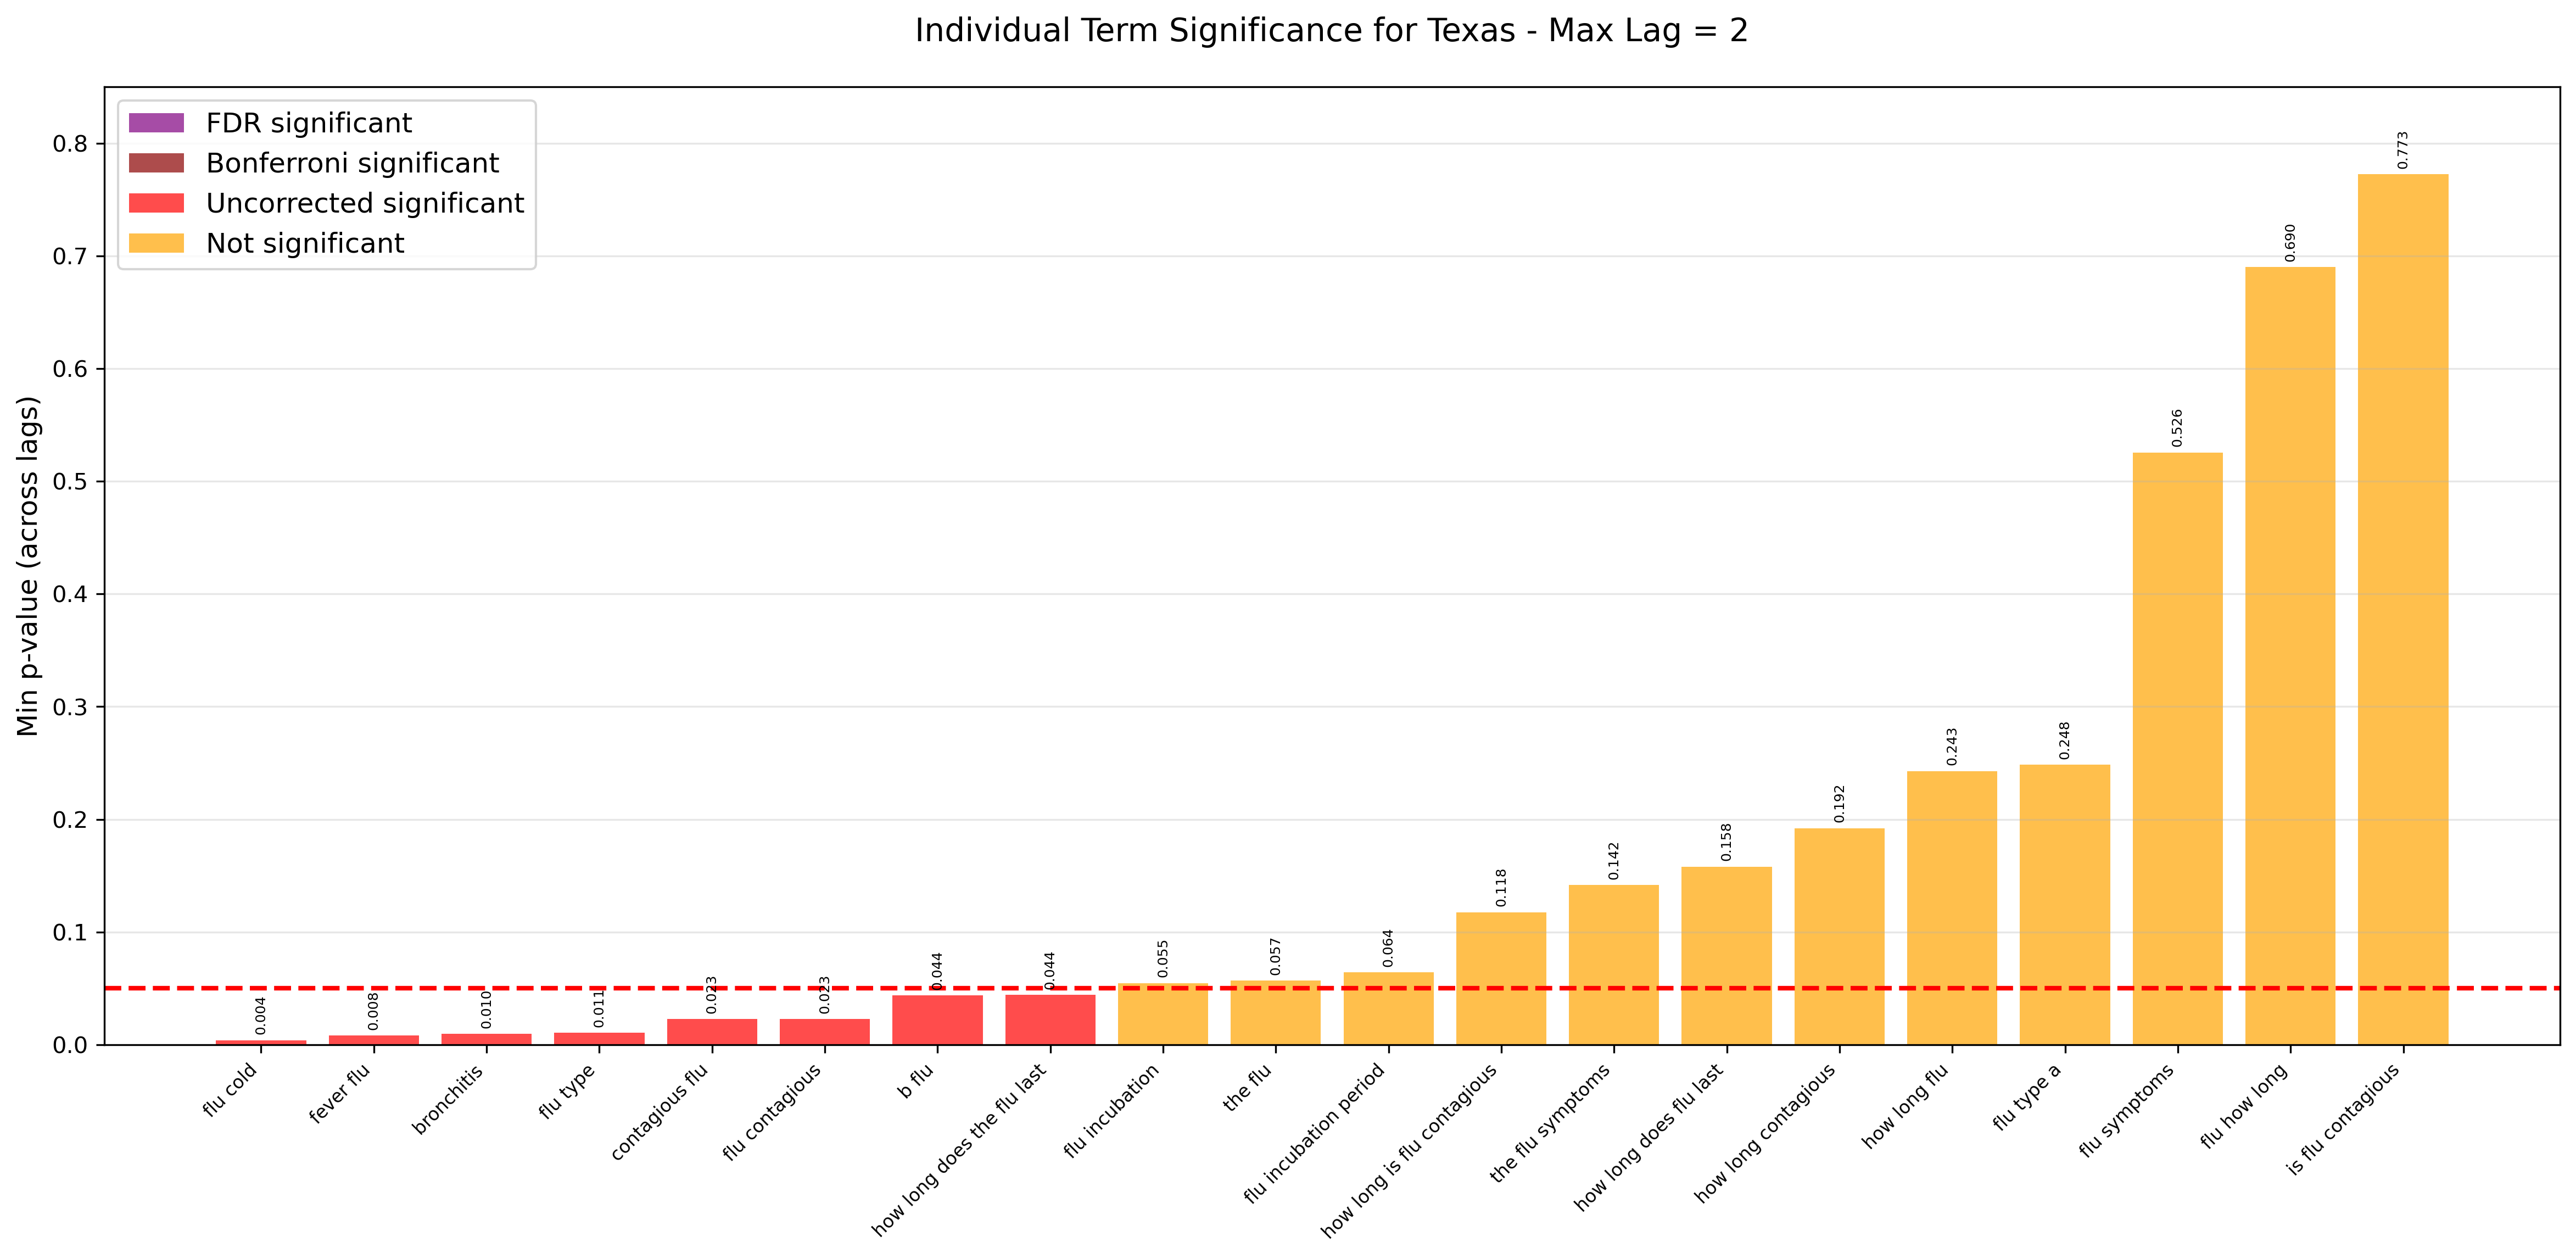 Individual Term Significance for Texas - Max Lag = 2
FDR significant
Bonferroni significant
Uncorrected significant
Not significant
Min p-value (across lags)
0.8
0.7
0.6
0.5
0.4
0.3
0.2
0.1
0.0
0.004
0.008
0.010
0.011
0.023
0.023
0.044
0.044
0.055
0.057
0.064
0.118
0.142
0.158
0.192
0.243
0.248
0.526
0.690
0.773
flu cold
fever flu
bronchitis
flu type
contagious flu
flu contagious
b flu
how long does the flu last
flu incubation
the flu
flu incubation period
how long is flu contagious
the flu symptoms
how long does flu last
how long contagious
how long flu
flu type a
flu symptoms
flu how long
is flu contagious